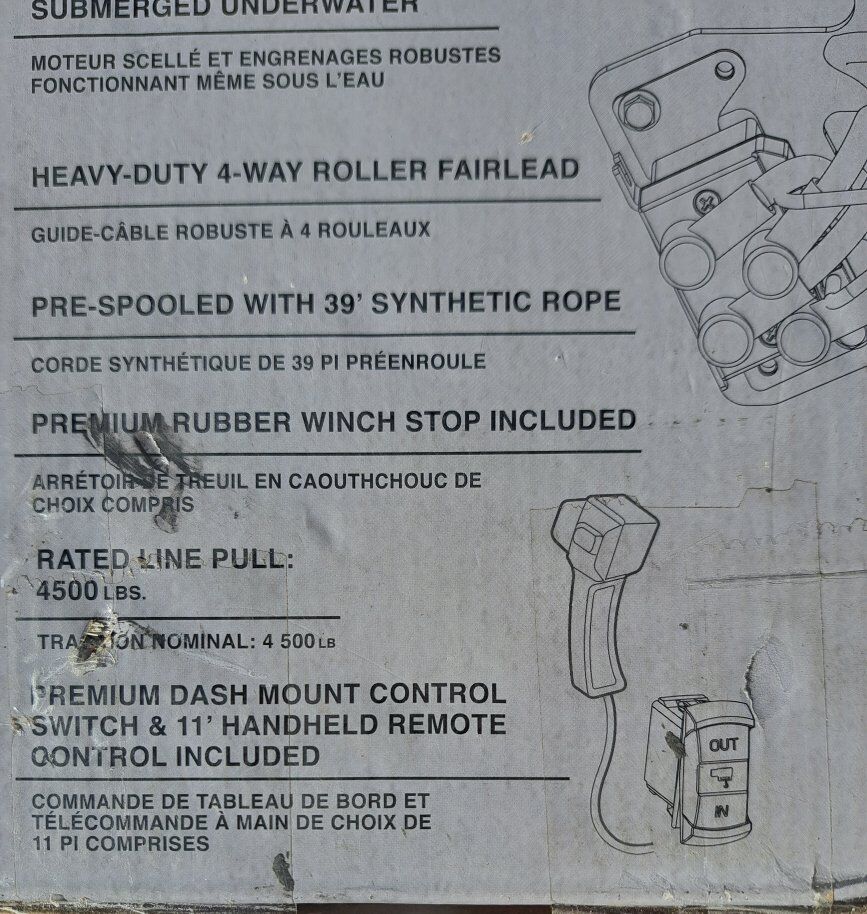 SUBMERGED UNDERWATER
MOTEUR SCELLÉ ET ENGRENAGES ROBUSTES
FONCTIONNANT MÊME SOUS L'EAU
HEAVY-DUTY 4-WAY ROLLER FAIRLEAD
GUIDE-CÂBLE ROBUSTE À 4 ROULEAUX
PRE-SPOOLED WITH 39' SYNTHETIC ROPE
CORDE SYNTHÉTIQUE DE 39 PI PRÉENROULE
PREMIUM RUBBER WINCH STOP INCLUDED
ARRÉTOIR DE TREUIL EN CAOUTHCHOUC DE
CHOIX COMPRIS
RATED LINE PULL:
4500 LBS.
TRACTION NOMINAL: 4 500 LB
PREMIUM DASH MOUNT CONTROL
SWITCH & 11' HANDHELD REMOTE
CONTROL INCLUDED
COMMANDE DE TABLEAU DE BORD ET
TÉLÉCOMMANDE À MAIN DE CHOIX DE
11 PI COMPRISES
OUT
IN